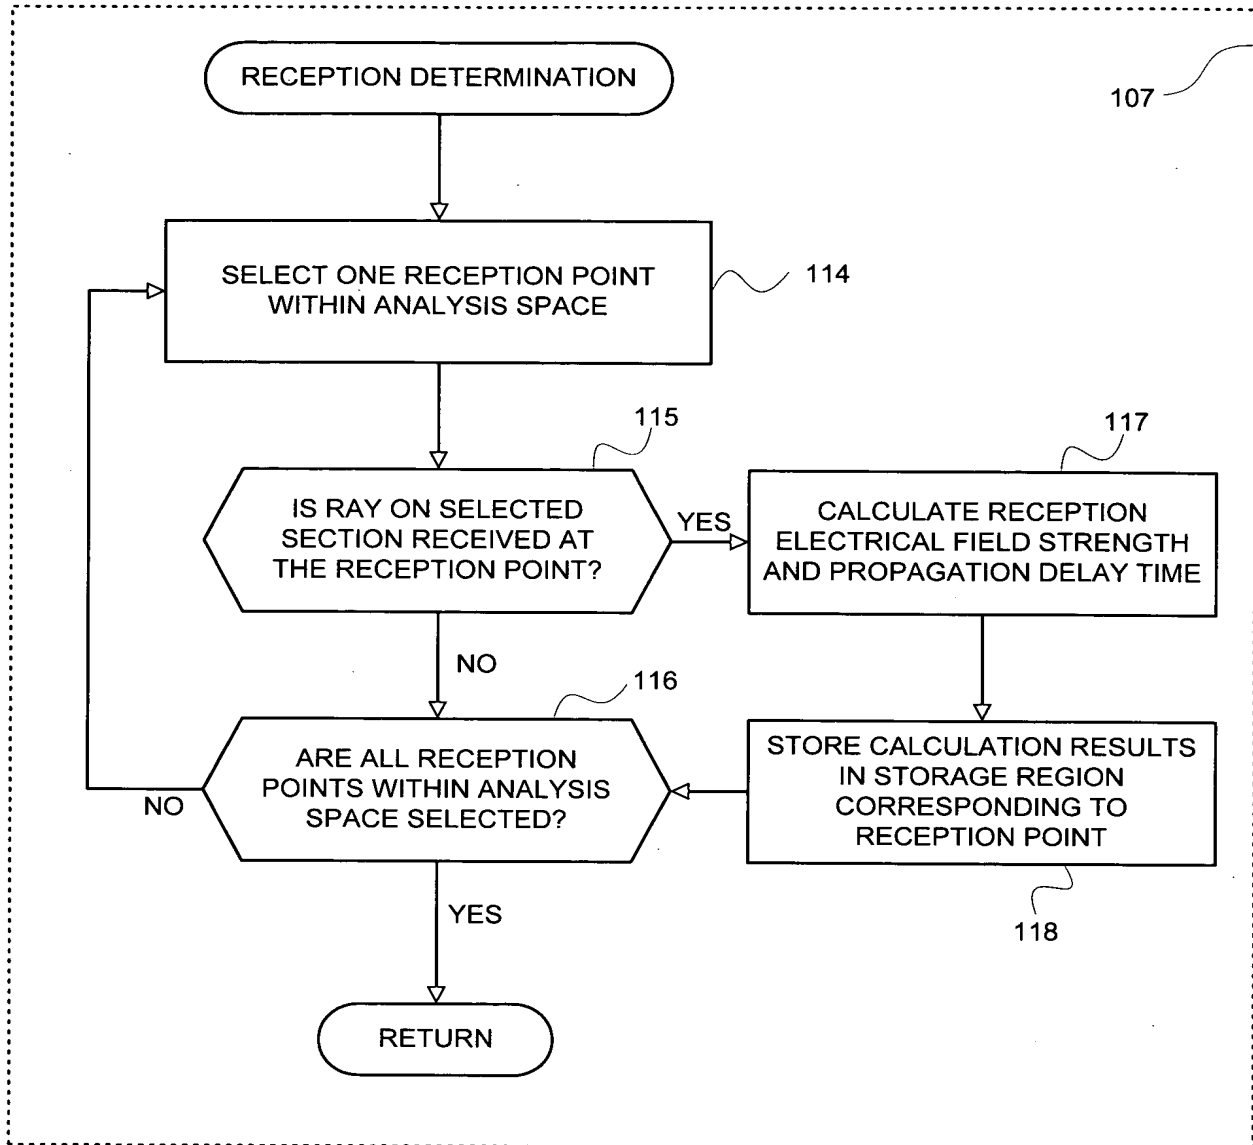 RECEPTION DETERMINATION
107
SELECT ONE RECEPTION POINT
WITHIN ANALYSIS SPACE
114
115
IS RAY ON SELECTED
SECTION RECEIVED AT
THE RECEPTION POINT?
YES
117
CALCULATE RECEPTION
ELECTRICAL FIELD STRENGTH
AND PROPAGATION DELAY TIME
NO
116
ARE ALL RECEPTION
POINTS WITHIN ANALYSIS
SPACE SELECTED?
NO
STORE CALCULATION RESULTS
IN STORAGE REGION
CORRESPONDING TO
RECEPTION POINT
118
YES
RETURN